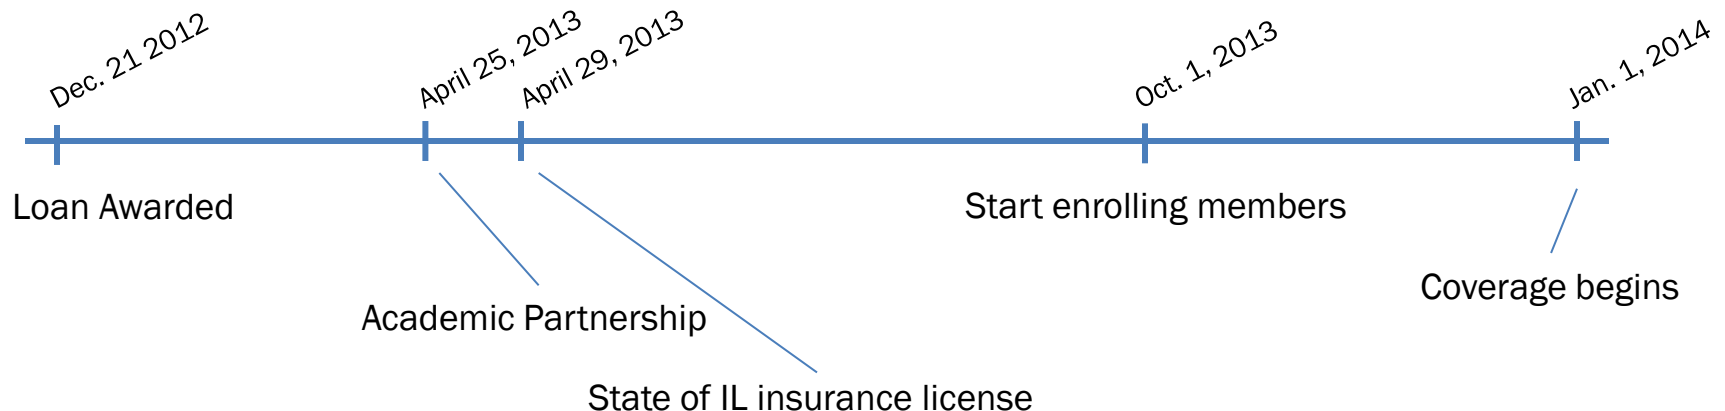 Dec. 21 2012
April 25, 2013
April 29, 2013
Oct. 1, 2013
Jan. 1, 2014
Loan Awarded
Start enrolling members
Coverage begins
Academic Partnership
State of IL insurance license